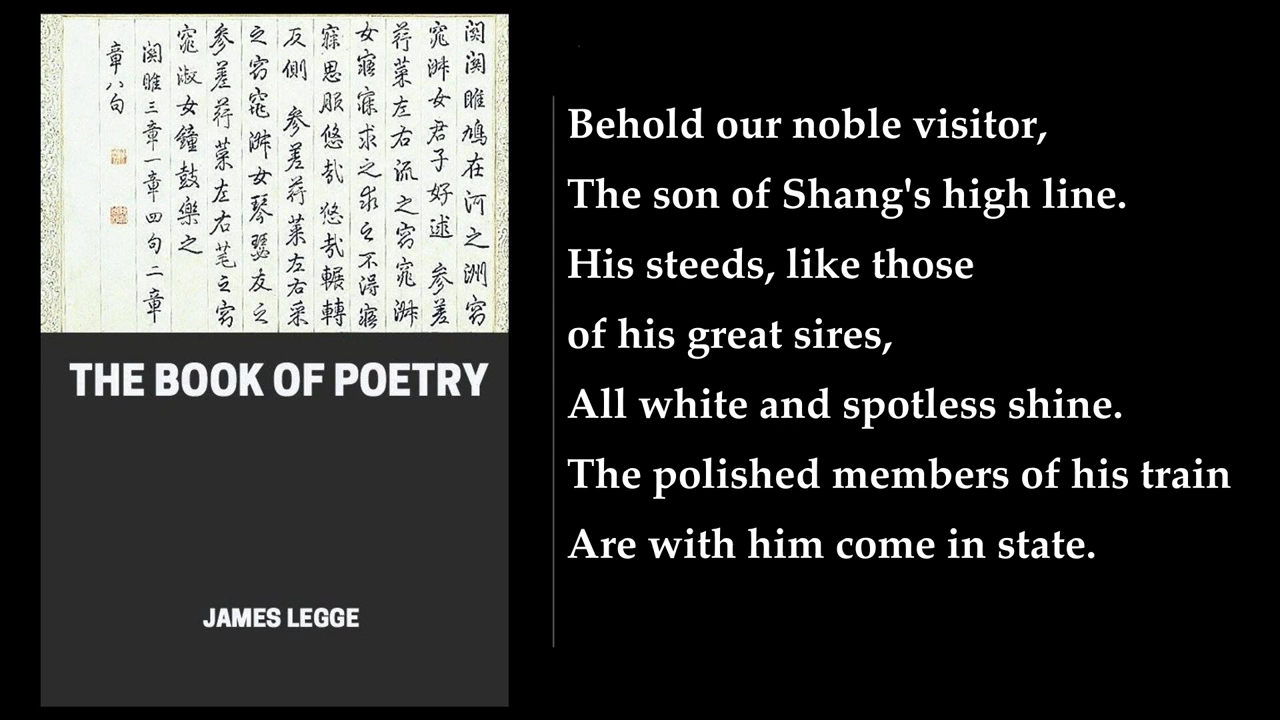 關關雎鳩在河之洲窈
窕淑女君子好逑 參差
荇菜左右流之窈窕淑
女寤寐求之求之不得寤
寐思服悠哉悠哉輾轉
反側 參差荇菜左右采
之窈窕淑女琴瑟友之
參差荇菜左右芼之窈
窕淑女鐘鼓樂之
關雎三章一章四句二章
章八句
THE BOOK OF POETRY
JAMES LEGGE
Behold our noble visitor,
The son of Shang's high line.
His steeds, like those
of his great sires,
All white and spotless shine.
The polished members of his train
Are with him come in state.